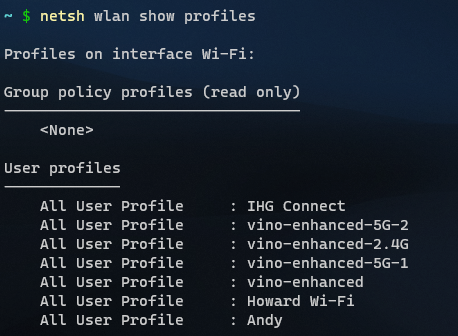 ~ $ netsh wlan show profiles
Profiles on interface Wi-Fi:
Group policy profiles (read only)
---------------------------------
<None>
User profiles
-------------
All User Profile : IHG Connect
All User Profile : vino-enhanced-5G-2
All User Profile : vino-enhanced-2.4G
All User Profile : vino-enhanced-5G-1
All User Profile : vino-enhanced
All User Profile : Howard Wi-Fi
All User Profile : Andy